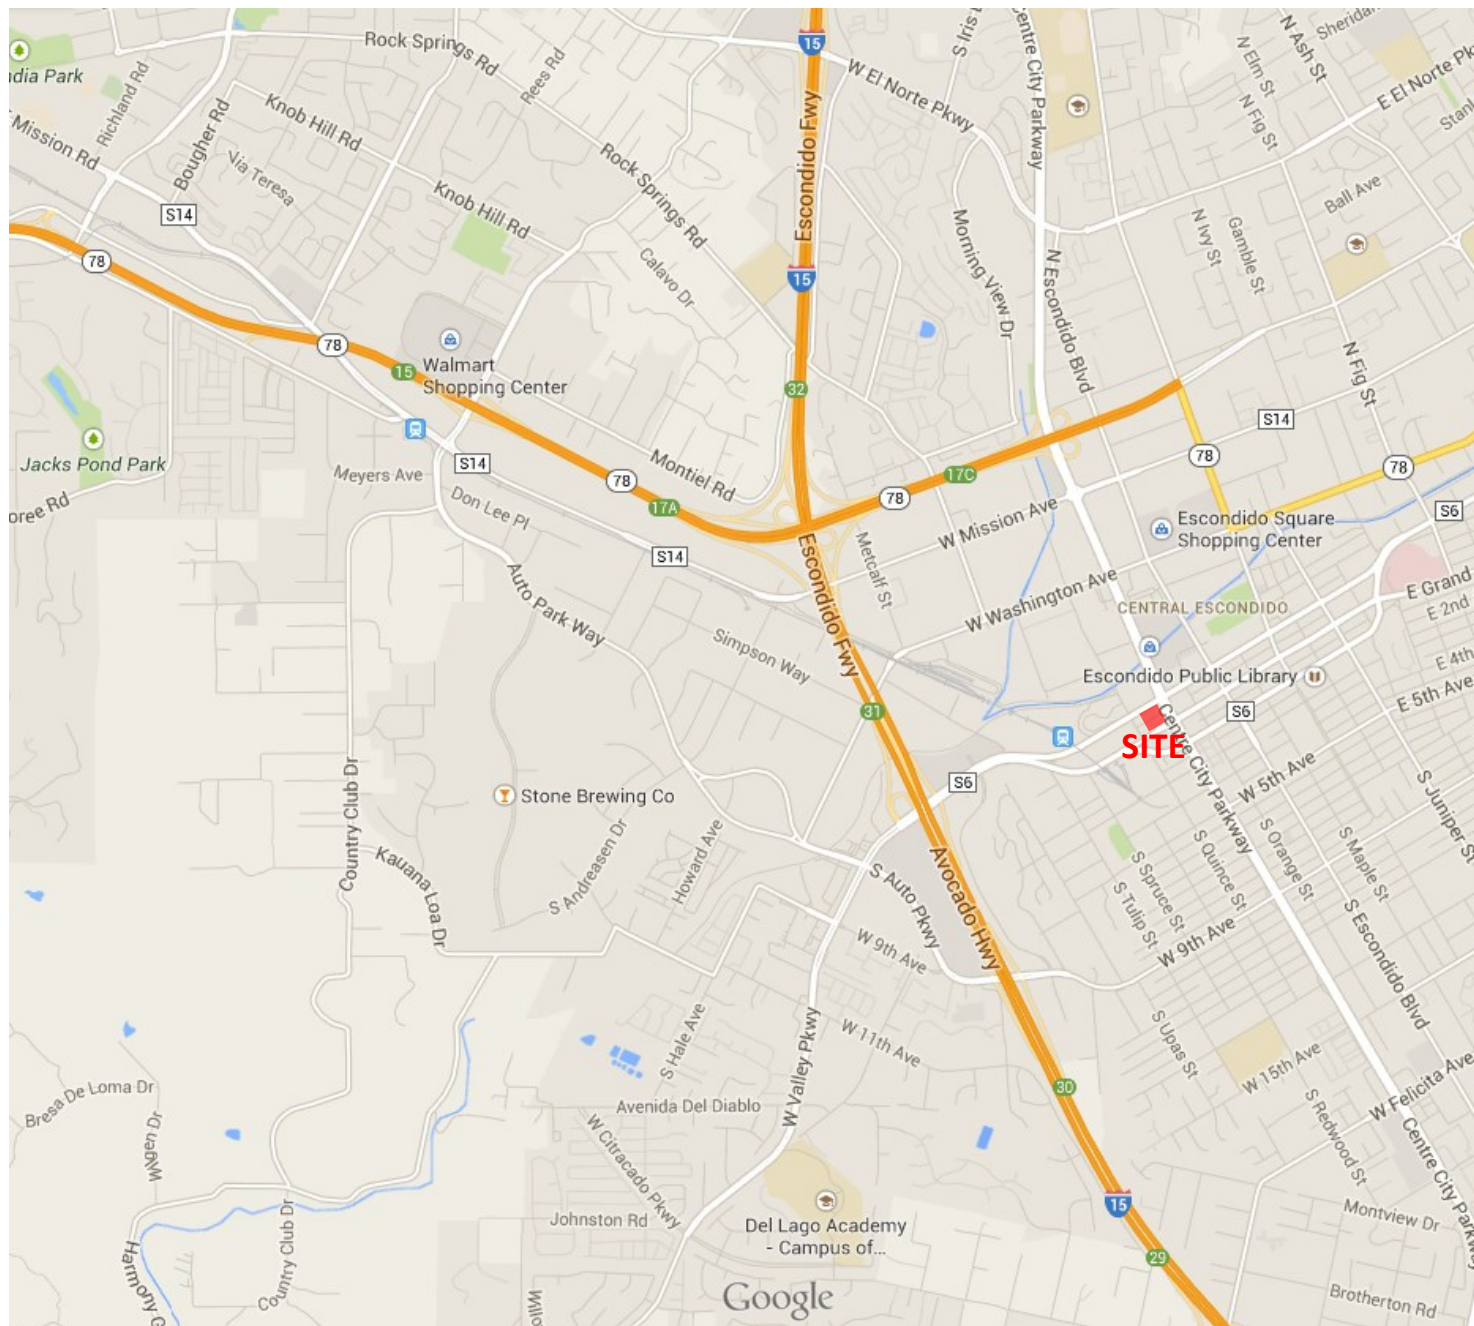 15
Rock Springs Rd
Rees Rd
S Iris
Centre City Parkway
N Elm St
N Ash St
ndia Park
Richland Rd
Bougher Rd
Knob Hill Rd
W El Norte Pkwy
E El Norte Pk
N Fig St
Mission Rd
Via Teresa
Rock Springs Rd
Escondido Fwy
Ball Ave
S14
Knob Hill Rd
Morning View Dr
N Ivy St
Gamble St
78
Calavo Dr
15
N Escondido Blvd
78
15
Walmart
Shopping Center
32
N Fig St
S14
Jacks Pond Park
Meyers Ave
S14
Montiel Rd
78
17C
78
78
oree Rd
Don Lee Pl
78
17A
W Mission Ave
S6
Escondido Square
Shopping Center
S14
Escondido Fwy
Metcalf St
Auto Park Way
W Washington Ave
CENTRAL ESCONDIDO
E Grand
E 2nd
Simpson Way
Escondido Public Library
E 4th
E 5th Ave
31
S6
SITE
Centre City Parkway
Country Club Dr
Stone Brewing Co
S6
W 5th Ave
S Juniper St
Kauana Loa Dr
S Andreasen Dr
Howard Ave
Avocado Hwy
S Auto Pkwy
S Spruce St
S Tulip St
S Quince St
S Orange St
S Maple St
W 9th Ave
W 9th Ave
S Escondido Blvd
S Hale Ave
W Valley Pkwy
W 11th Ave
S Upas St
W 15th Ave
Bresa De Loma Dr
30
W Felicita Ave
Avenida Del Diablo
S Redwood St
Wilgen Dr
W Citracado Pkwy
Centre City Parkway
15
Johnston Rd
Del Lago Academy
- Campus of...
Montview Dr
Country Club Dr
Harmony G
29
Google
Brotherton Rd